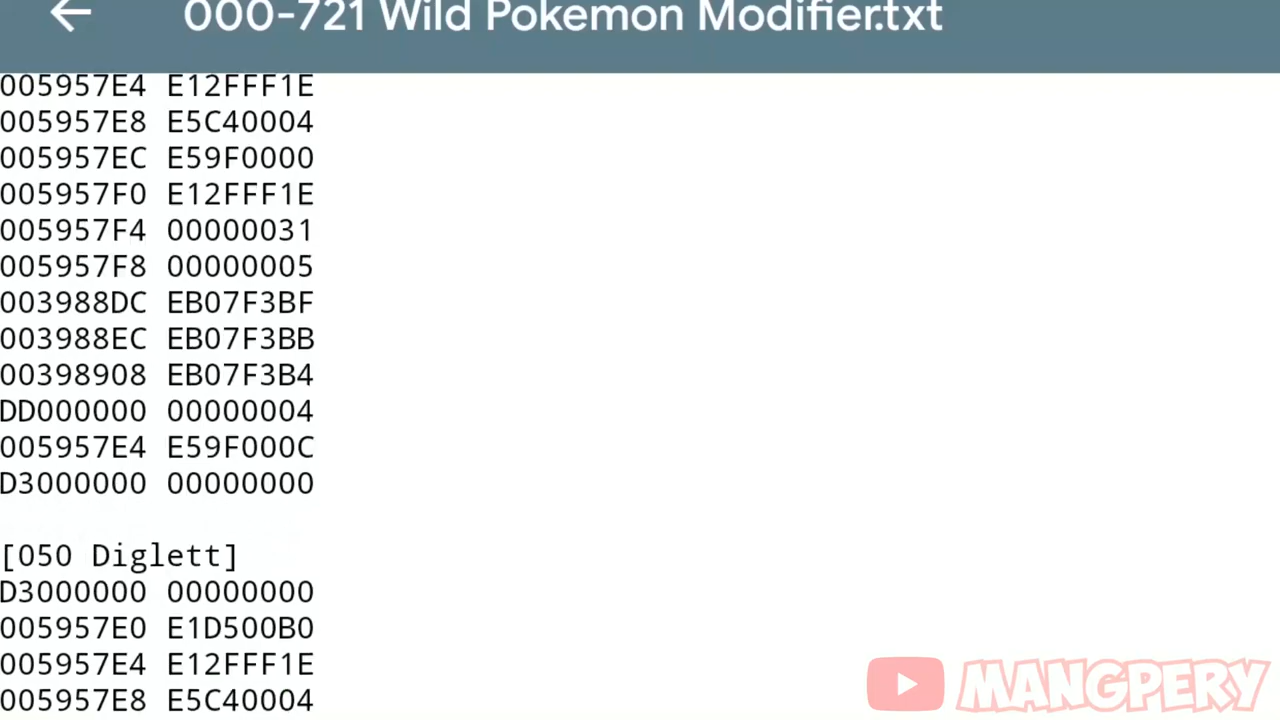 000-721 Wild Pokemon Modifier.txt
005957E4 E12FFF1E
005957E8 E5C40004
005957EC E59F0000
005957F0 E12FFF1E
005957F4 00000031
005957F8 00000005
003988DC EB07F3BF
003988EC EB07F3BB
00398908 EB07F3B4
DD000000 00000004
005957E4 E59F000C
D3000000 00000000
[050 Diglett]
D3000000 00000000
005957E0 E1D500B0
005957E4 E12FFF1E
005957E8 E5C40004
MANGPERY